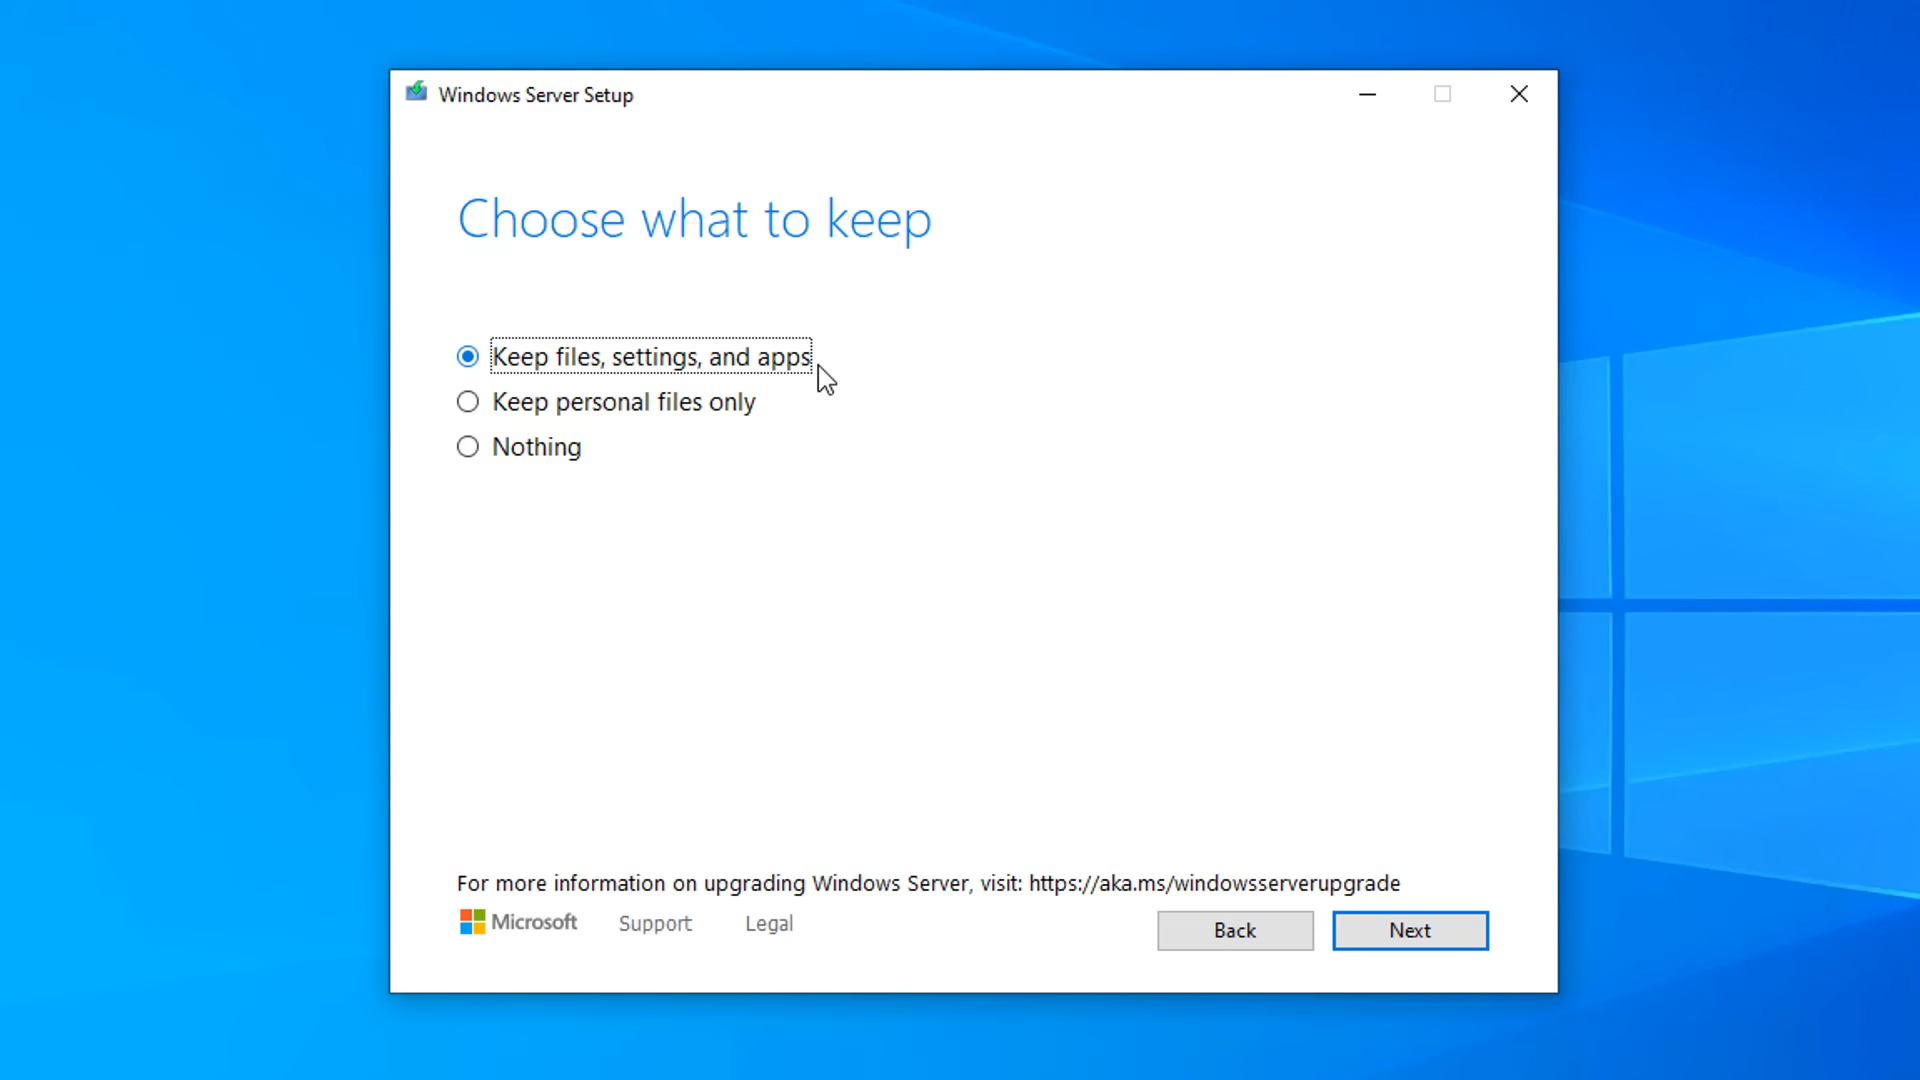 Windows Server Setup
Choose what to keep
Keep files, settings, and apps
Keep personal files only
Nothing
For more information on upgrading Windows Server, visit: https://aka.ms/windowsserverupgrade
Microsoft Support Legal Back Next